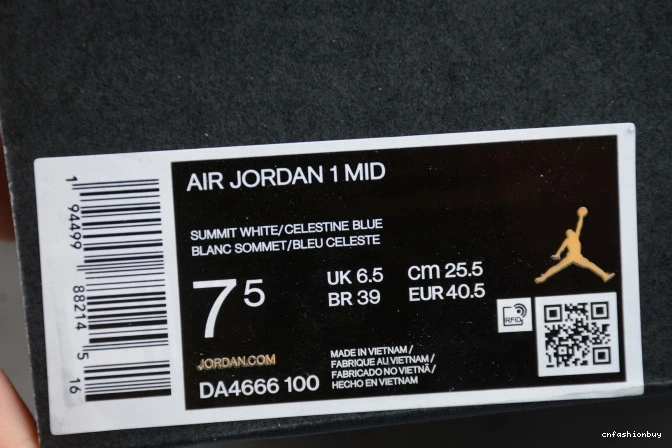 AIR JORDAN 1 MID
SUMMIT WHITE/CELESTINE BLUE
BLANC SOMMET/BLEU CELESTE
7 5
UK 6.5 cm 25.5
BR 39 EUR 40.5
RFID
JORDAN.COM
DA4666 100
MADE IN VIETNAM /
FABRIQUE AU VIETNAM /
FABRICADO NO VIETNÃ /
HECHO EN VIETNAM
1 94499 88214 5 16
cnfashionbuy